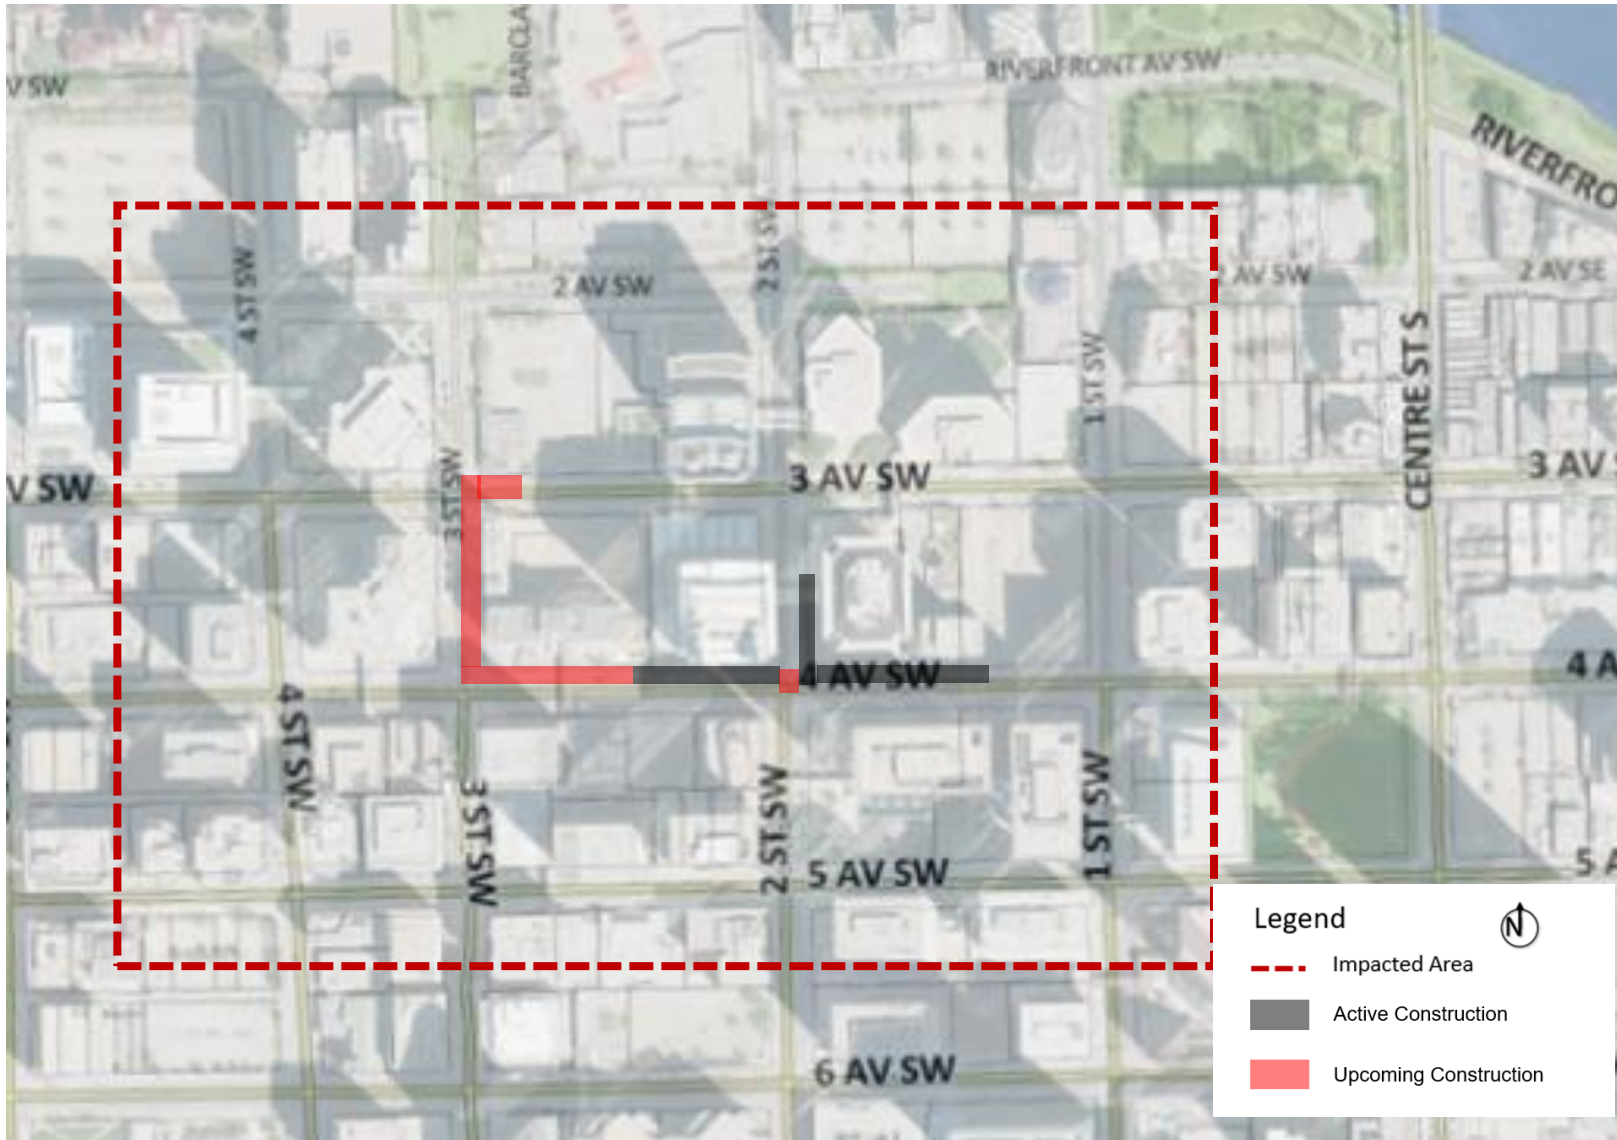 BARCLA
V SW
RIVERFRONT AV SW
RIVERFRO
2 ST SW
4 ST SW
2 AV SW
2 AV SW
2 AV SE
1 ST SW
CENTRE ST S
3 ST SW
V SW
3 AV SW
3 AV
4 AV SW
4 A
4 ST SW
3 ST SW
2 ST SW
1 ST SW
5 AV SW
5 A
6 AV SW
Legend
N
Impacted Area
Active Construction
Upcoming Construction